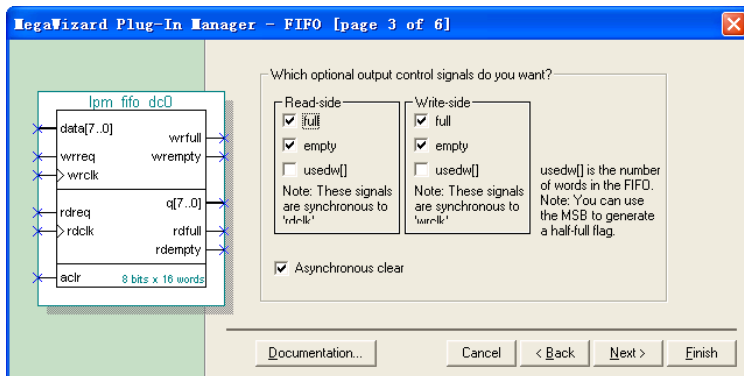 MegaWizard Plug-In Manager - FIFO [page 3 of 6]
lpm_fifo_dc0
data[7..0]
wrfull
wrreq
wrempty
wrclk
q[7..0]
rdreq
rdfull
rdclk
rdempty
aclr
8 bits x 16 words
Which optional output control signals do you want?
Read-side
full
empty
usedw[]
Note: These signals
are synchronous to
'rdclk'
Write-side
full
empty
usedw[]
Note: These signals
are synchronous to
'wrclk'
usedw[] is the number
of words in the FIFO.
Note: You can use
the MSB to generate
a half-full flag.
Asynchronous clear
Documentation...
Cancel
< Back
Next >
Finish